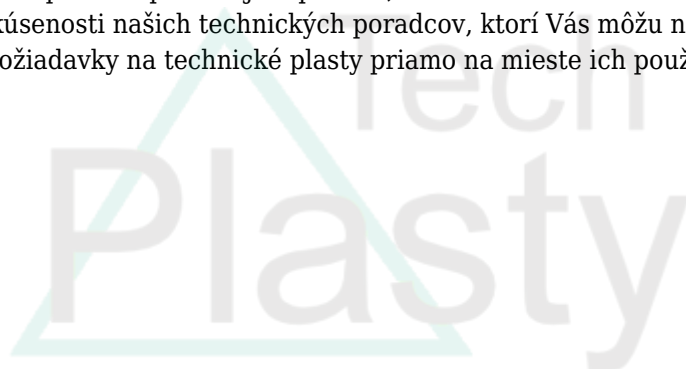 kúsenosti našich technických poradcov, ktorí Vás môžu n
ožiadavky na technické plasty priamo na mieste ich použ
Tech
Plasty